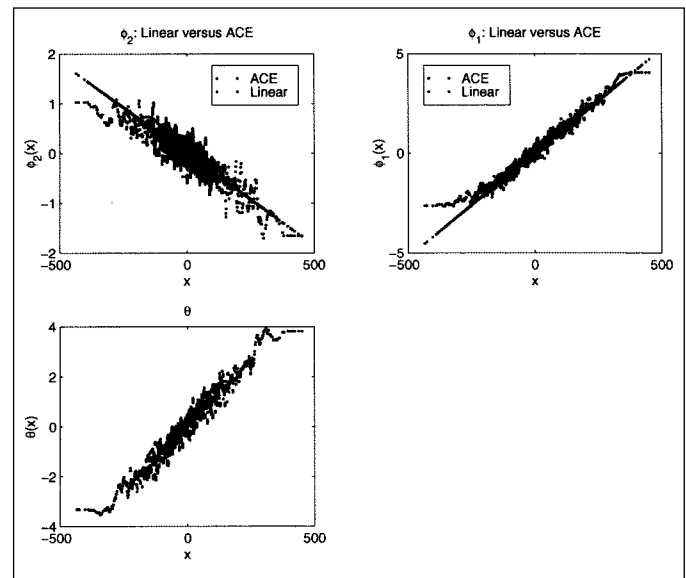 φ₂: Linear versus ACE
2
1
0
−1
−2
φ₂(x)
ACE
Linear
−500
0
500
x
φ₁: Linear versus ACE
5
0
−5
φ₁(x)
ACE
Linear
−500
0
500
x
θ
4
2
0
−2
−4
θ(x)
−500
0
500
x